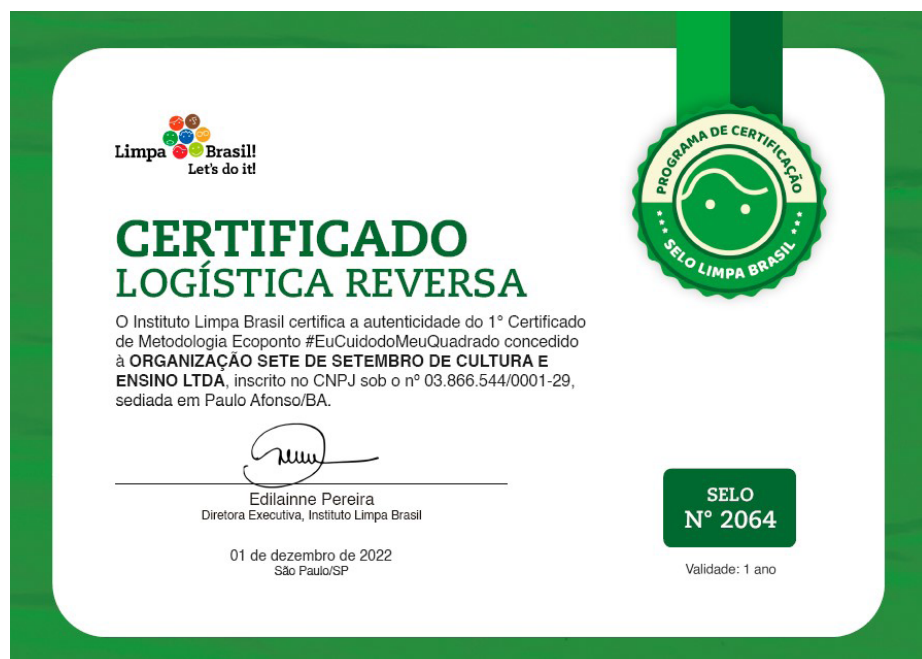 Limpa Brasil!
Let's do it!
PROGRAMA DE CERTIFICAÇÃO
SELO LIMPA BRASIL
CERTIFICADO
LOGÍSTICA REVERSA
O Instituto Limpa Brasil certifica a autenticidade do 1° Certificado
de Metodologia Ecoponto #EuCuidodoMeuQuadrado concedido
à ORGANIZAÇÃO SETE DE SETEMBRO DE CULTURA E
ENSINO LTDA, inscrito no CNPJ sob o nº 03.866.544/0001-29,
sediada em Paulo Afonso/BA.
Edilainne Pereira
Diretora Executiva, Instituto Limpa Brasil
01 de dezembro de 2022
São Paulo/SP
SELO
N° 2064
Validade: 1 ano